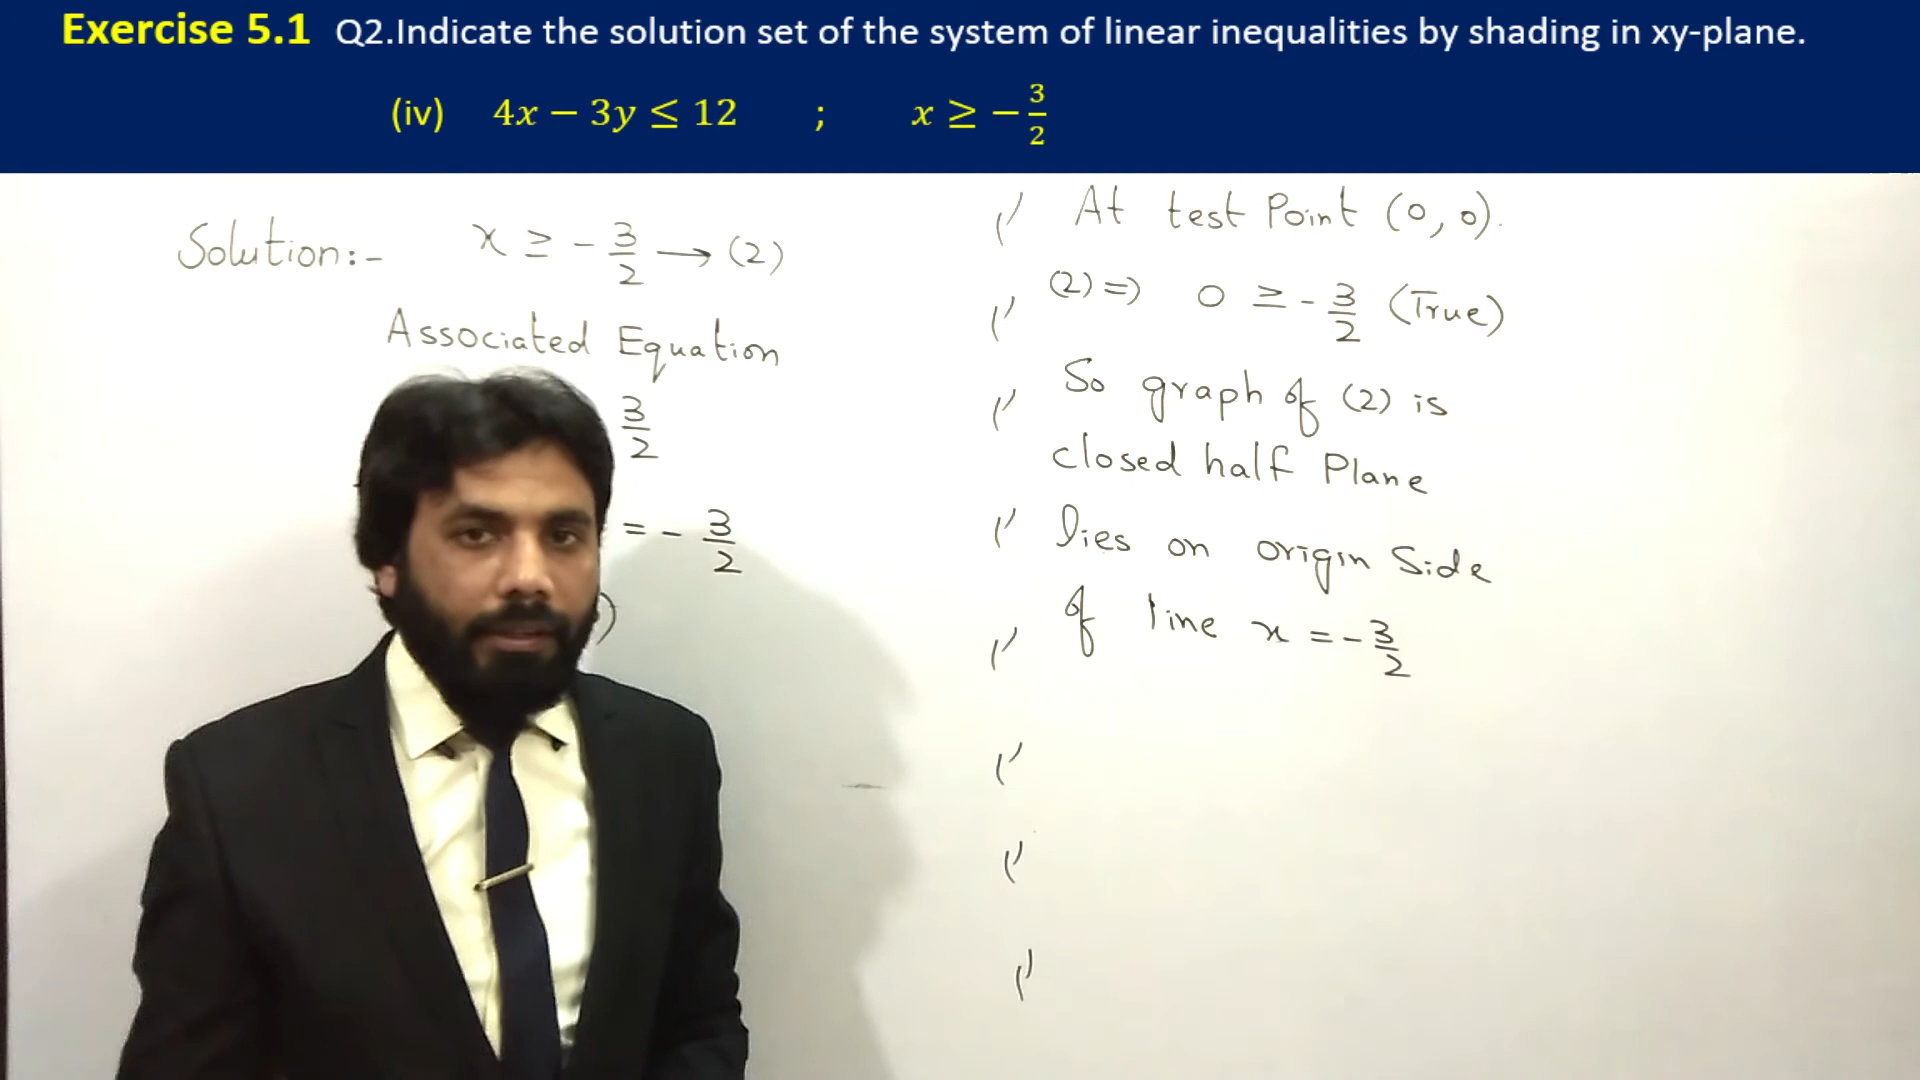 Exercise 5.1 Q2.Indicate the solution set of the system of linear inequalities by shading in xy-plane.
(iv) 4x − 3y ≤ 12 ; x ≥ −3/2
Solution:- x ≥ -3/2 → (2)
Associated Equation
3/2
= -3/2
)
At test Point (0, 0).
(2) ⇒ 0 ≥ -3/2 (True)
So graph of (2) is
closed half Plane
lies on origin Side
of line x = -3/2